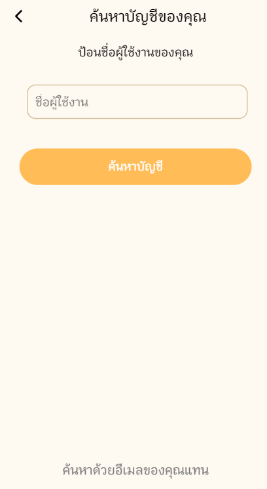 ค้นหาบัญชีของคุณ
ป้อนชื่อผู้ใช้งานของคุณ
ชื่อผู้ใช้งาน
ค้นหาบัญชี
ค้นหาด้วยอีเมลของคุณแทน